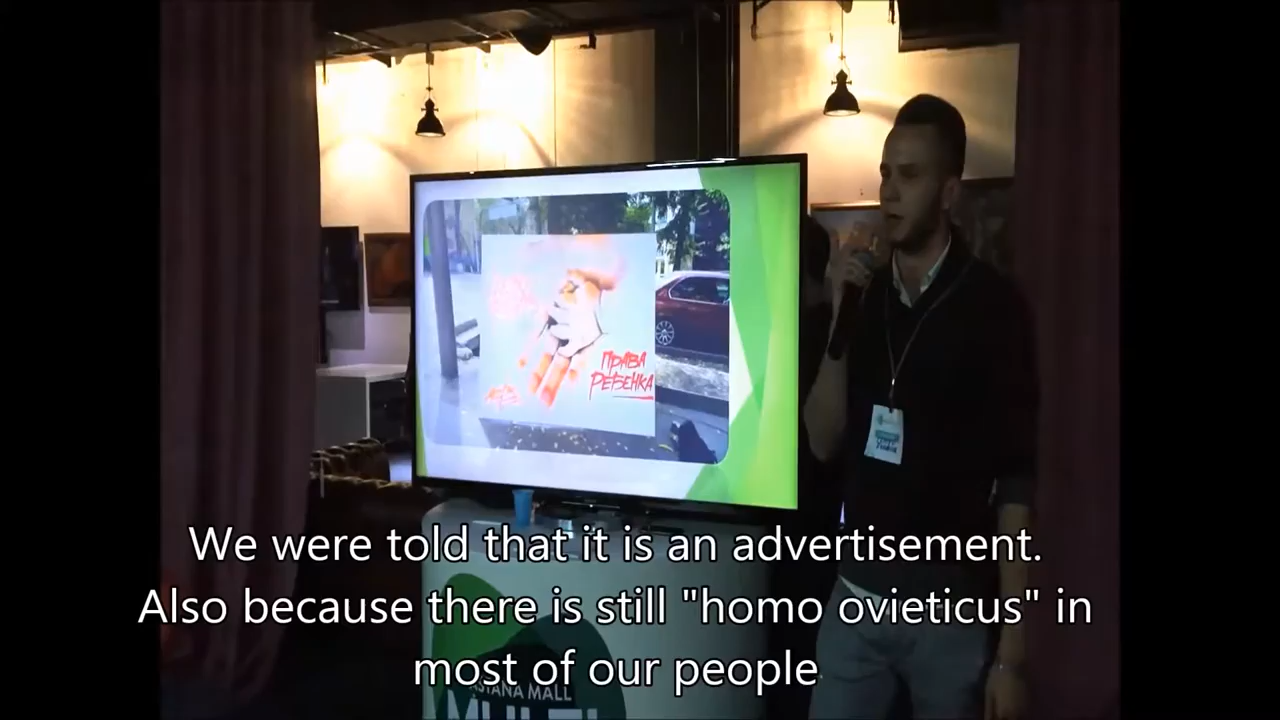 ПРАВА
РЕБЕНКА
We were told that it is an advertisement.
Also because there is still "homo ovieticus" in
most of our people
ASTANA MALL